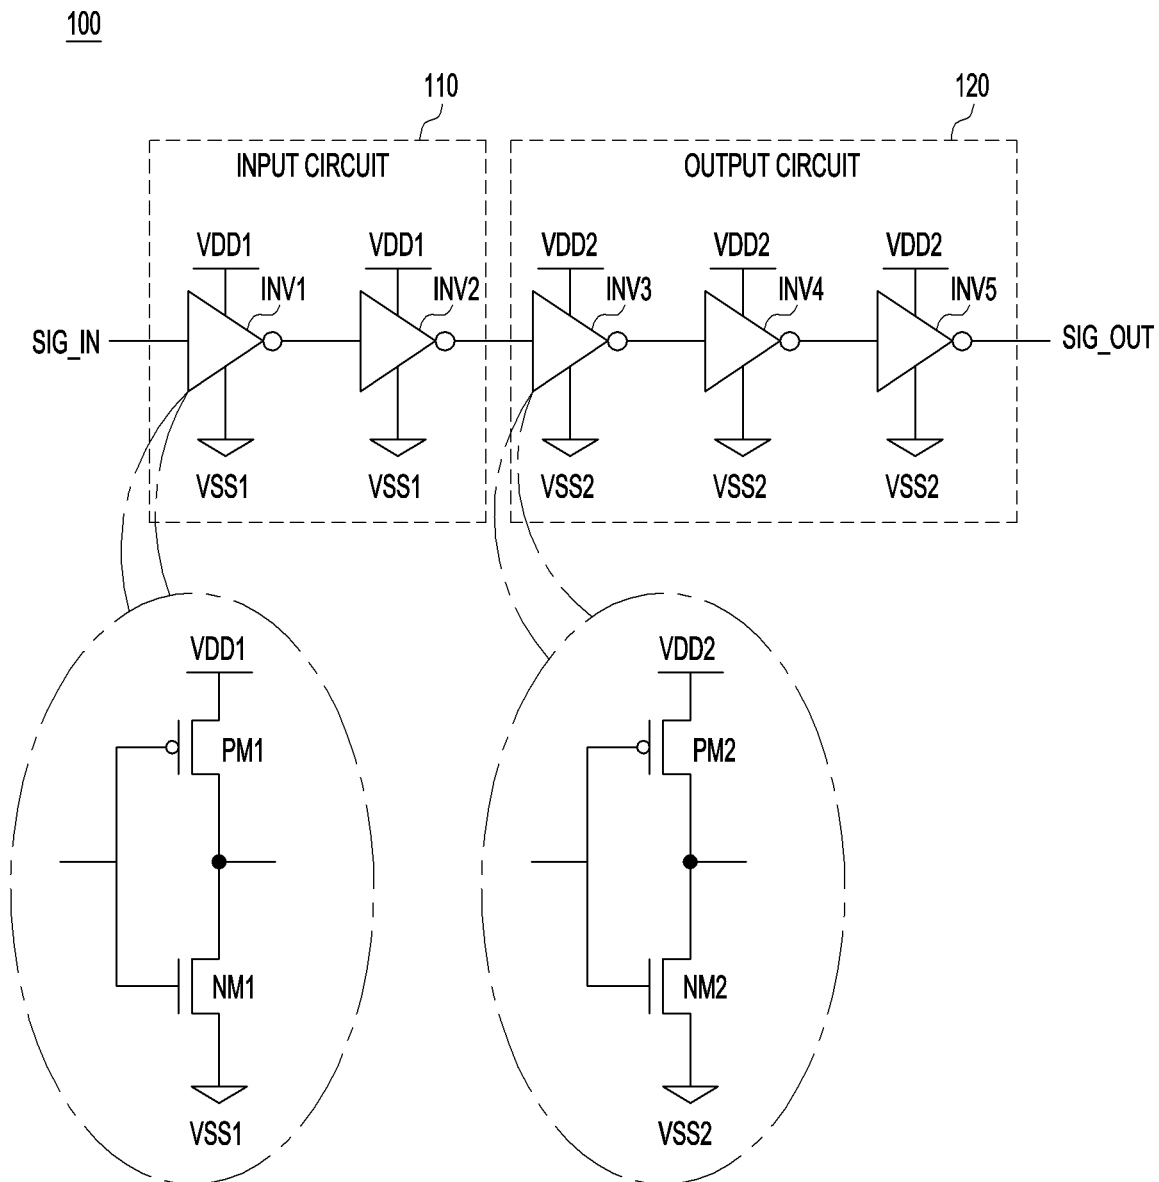 100
110
120
INPUT CIRCUIT
OUTPUT CIRCUIT
VDD1
VDD1
VDD2
VDD2
VDD2
INV1
INV2
INV3
INV4
INV5
SIG_IN
SIG_OUT
VSS1
VSS1
VSS2
VSS2
VSS2
VDD1
PM1
NM1
VSS1
VDD2
PM2
NM2
VSS2